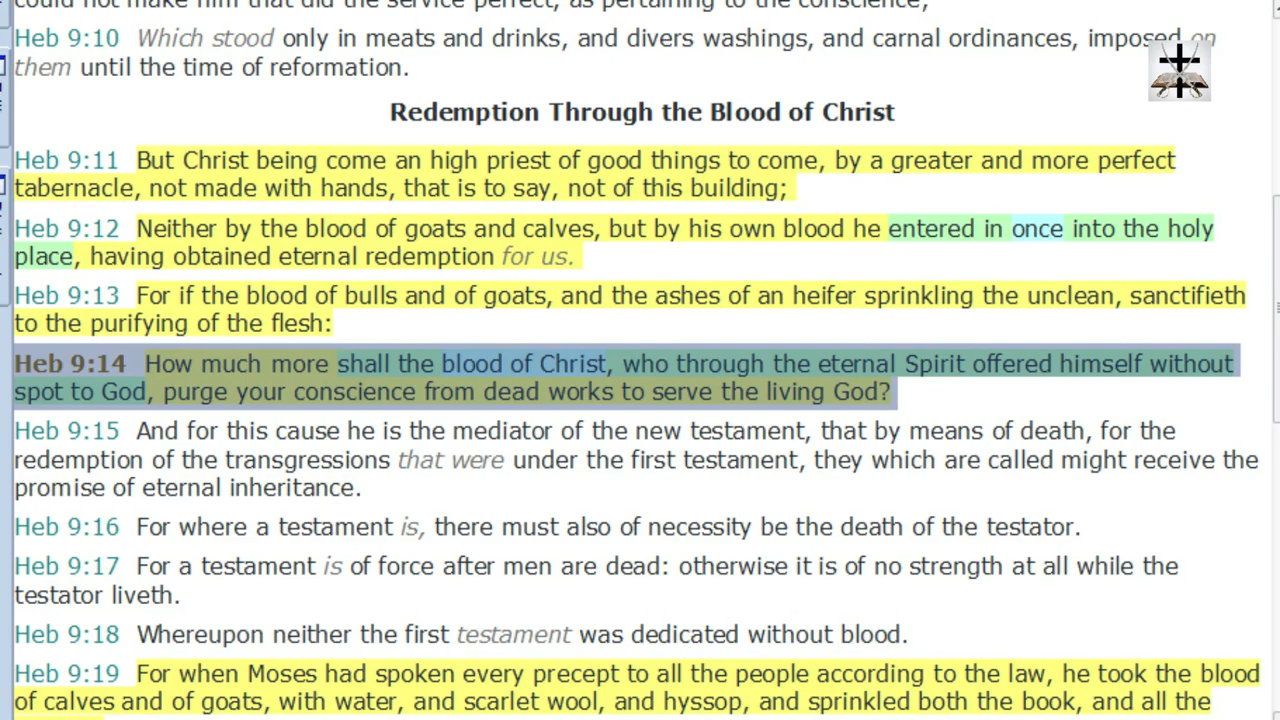 could not make him that did the service perfect, as pertaining to the conscience;
Heb 9:10 Which stood only in meats and drinks, and divers washings, and carnal ordinances, imposed on
them until the time of reformation.
Redemption Through the Blood of Christ
Heb 9:11 But Christ being come an high priest of good things to come, by a greater and more perfect
tabernacle, not made with hands, that is to say, not of this building;
Heb 9:12 Neither by the blood of goats and calves, but by his own blood he entered in once into the holy
place, having obtained eternal redemption for us.
Heb 9:13 For if the blood of bulls and of goats, and the ashes of an heifer sprinkling the unclean, sanctifieth
to the purifying of the flesh:
Heb 9:14 How much more shall the blood of Christ, who through the eternal Spirit offered himself without
spot to God, purge your conscience from dead works to serve the living God?
Heb 9:15 And for this cause he is the mediator of the new testament, that by means of death, for the
redemption of the transgressions that were under the first testament, they which are called might receive the
promise of eternal inheritance.
Heb 9:16 For where a testament is, there must also of necessity be the death of the testator.
Heb 9:17 For a testament is of force after men are dead: otherwise it is of no strength at all while the
testator liveth.
Heb 9:18 Whereupon neither the first testament was dedicated without blood.
Heb 9:19 For when Moses had spoken every precept to all the people according to the law, he took the blood
of calves and of goats, with water, and scarlet wool, and hyssop, and sprinkled both the book, and all the